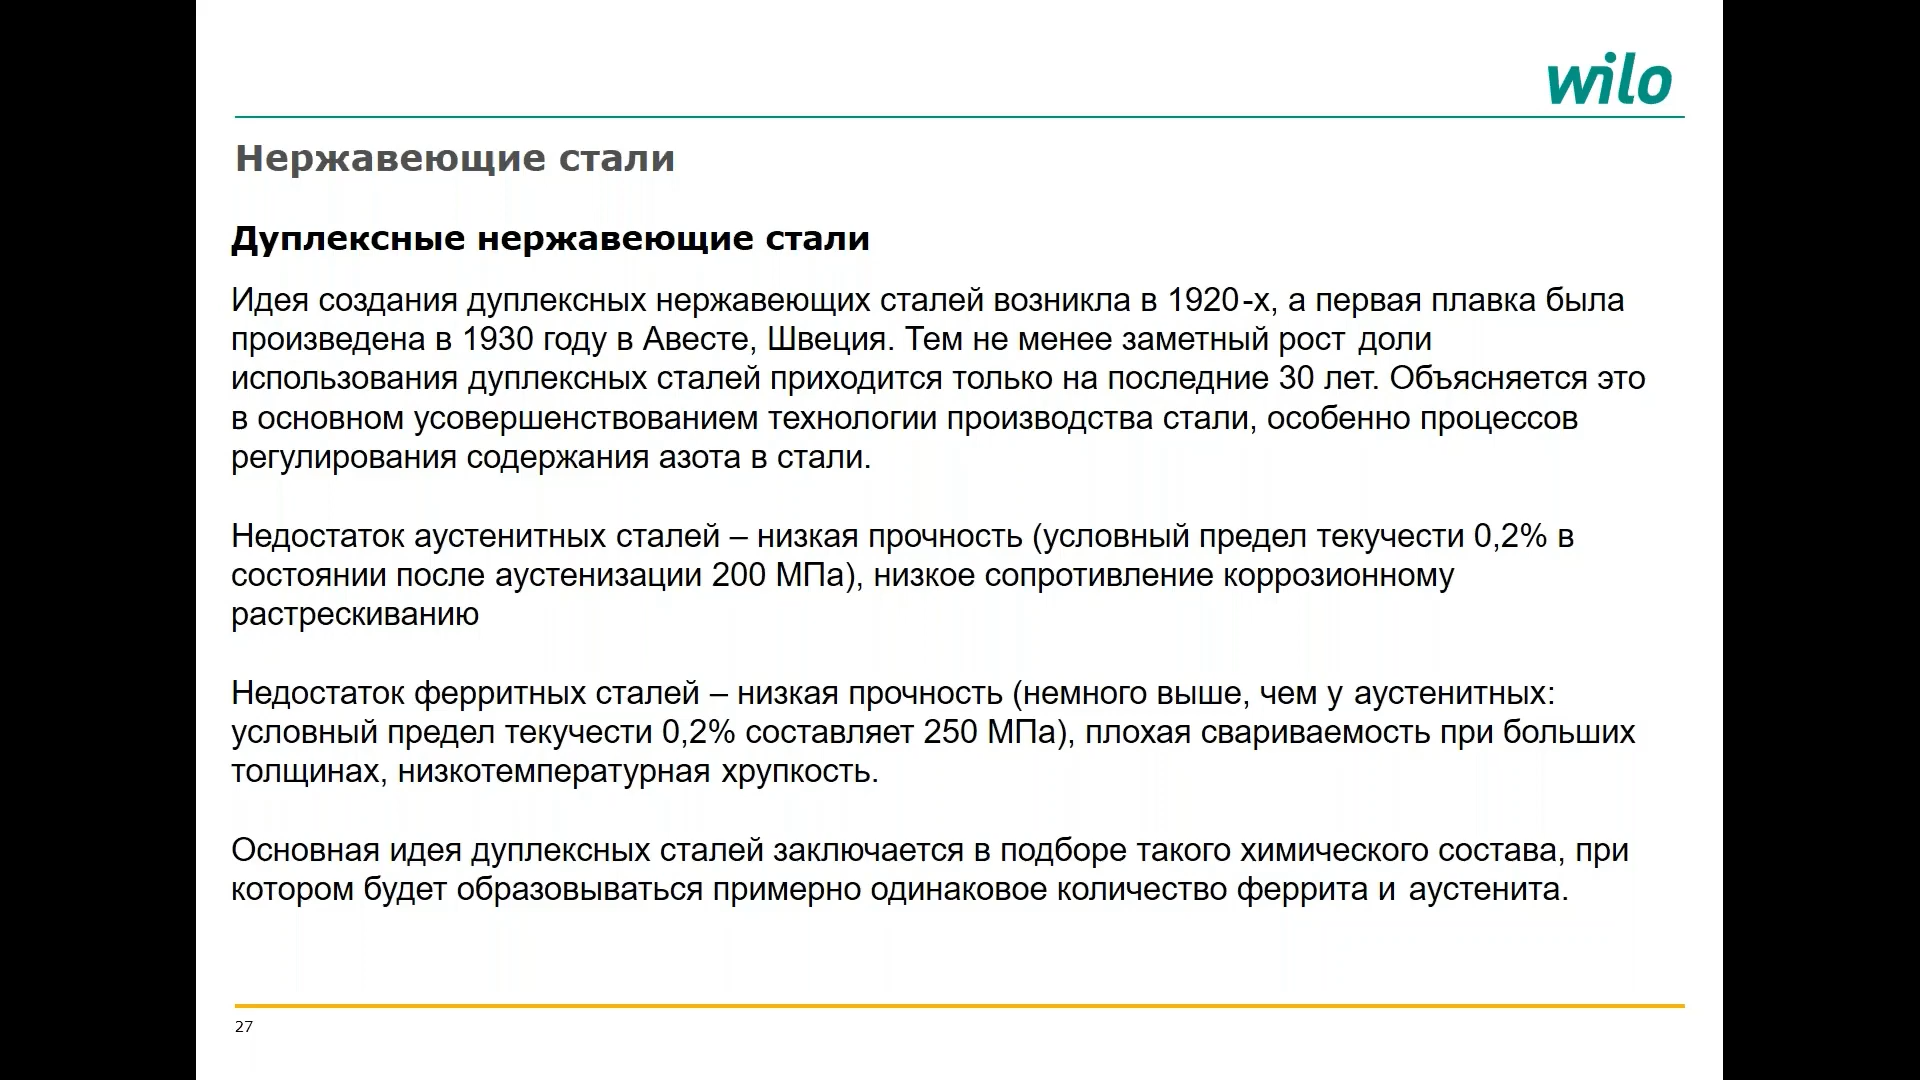 wilo
Нержавеющие стали
Дуплексные нержавеющие стали
Идея создания дуплексных нержавеющих сталей возникла в 1920-х, а первая плавка была
произведена в 1930 году в Авесте, Швеция. Тем не менее заметный рост доли
использования дуплексных сталей приходится только на последние 30 лет. Объясняется это
в основном усовершенствованием технологии производства стали, особенно процессов
регулирования содержания азота в стали.
Недостаток аустенитных сталей – низкая прочность (условный предел текучести 0,2% в
состоянии после аустенизации 200 МПа), низкое сопротивление коррозионному
растрескиванию
Недостаток ферритных сталей – низкая прочность (немного выше, чем у аустенитных:
условный предел текучести 0,2% составляет 250 МПа), плохая свариваемость при больших
толщинах, низкотемпературная хрупкость.
Основная идея дуплексных сталей заключается в подборе такого химического состава, при
котором будет образовываться примерно одинаковое количество феррита и аустенита.
27